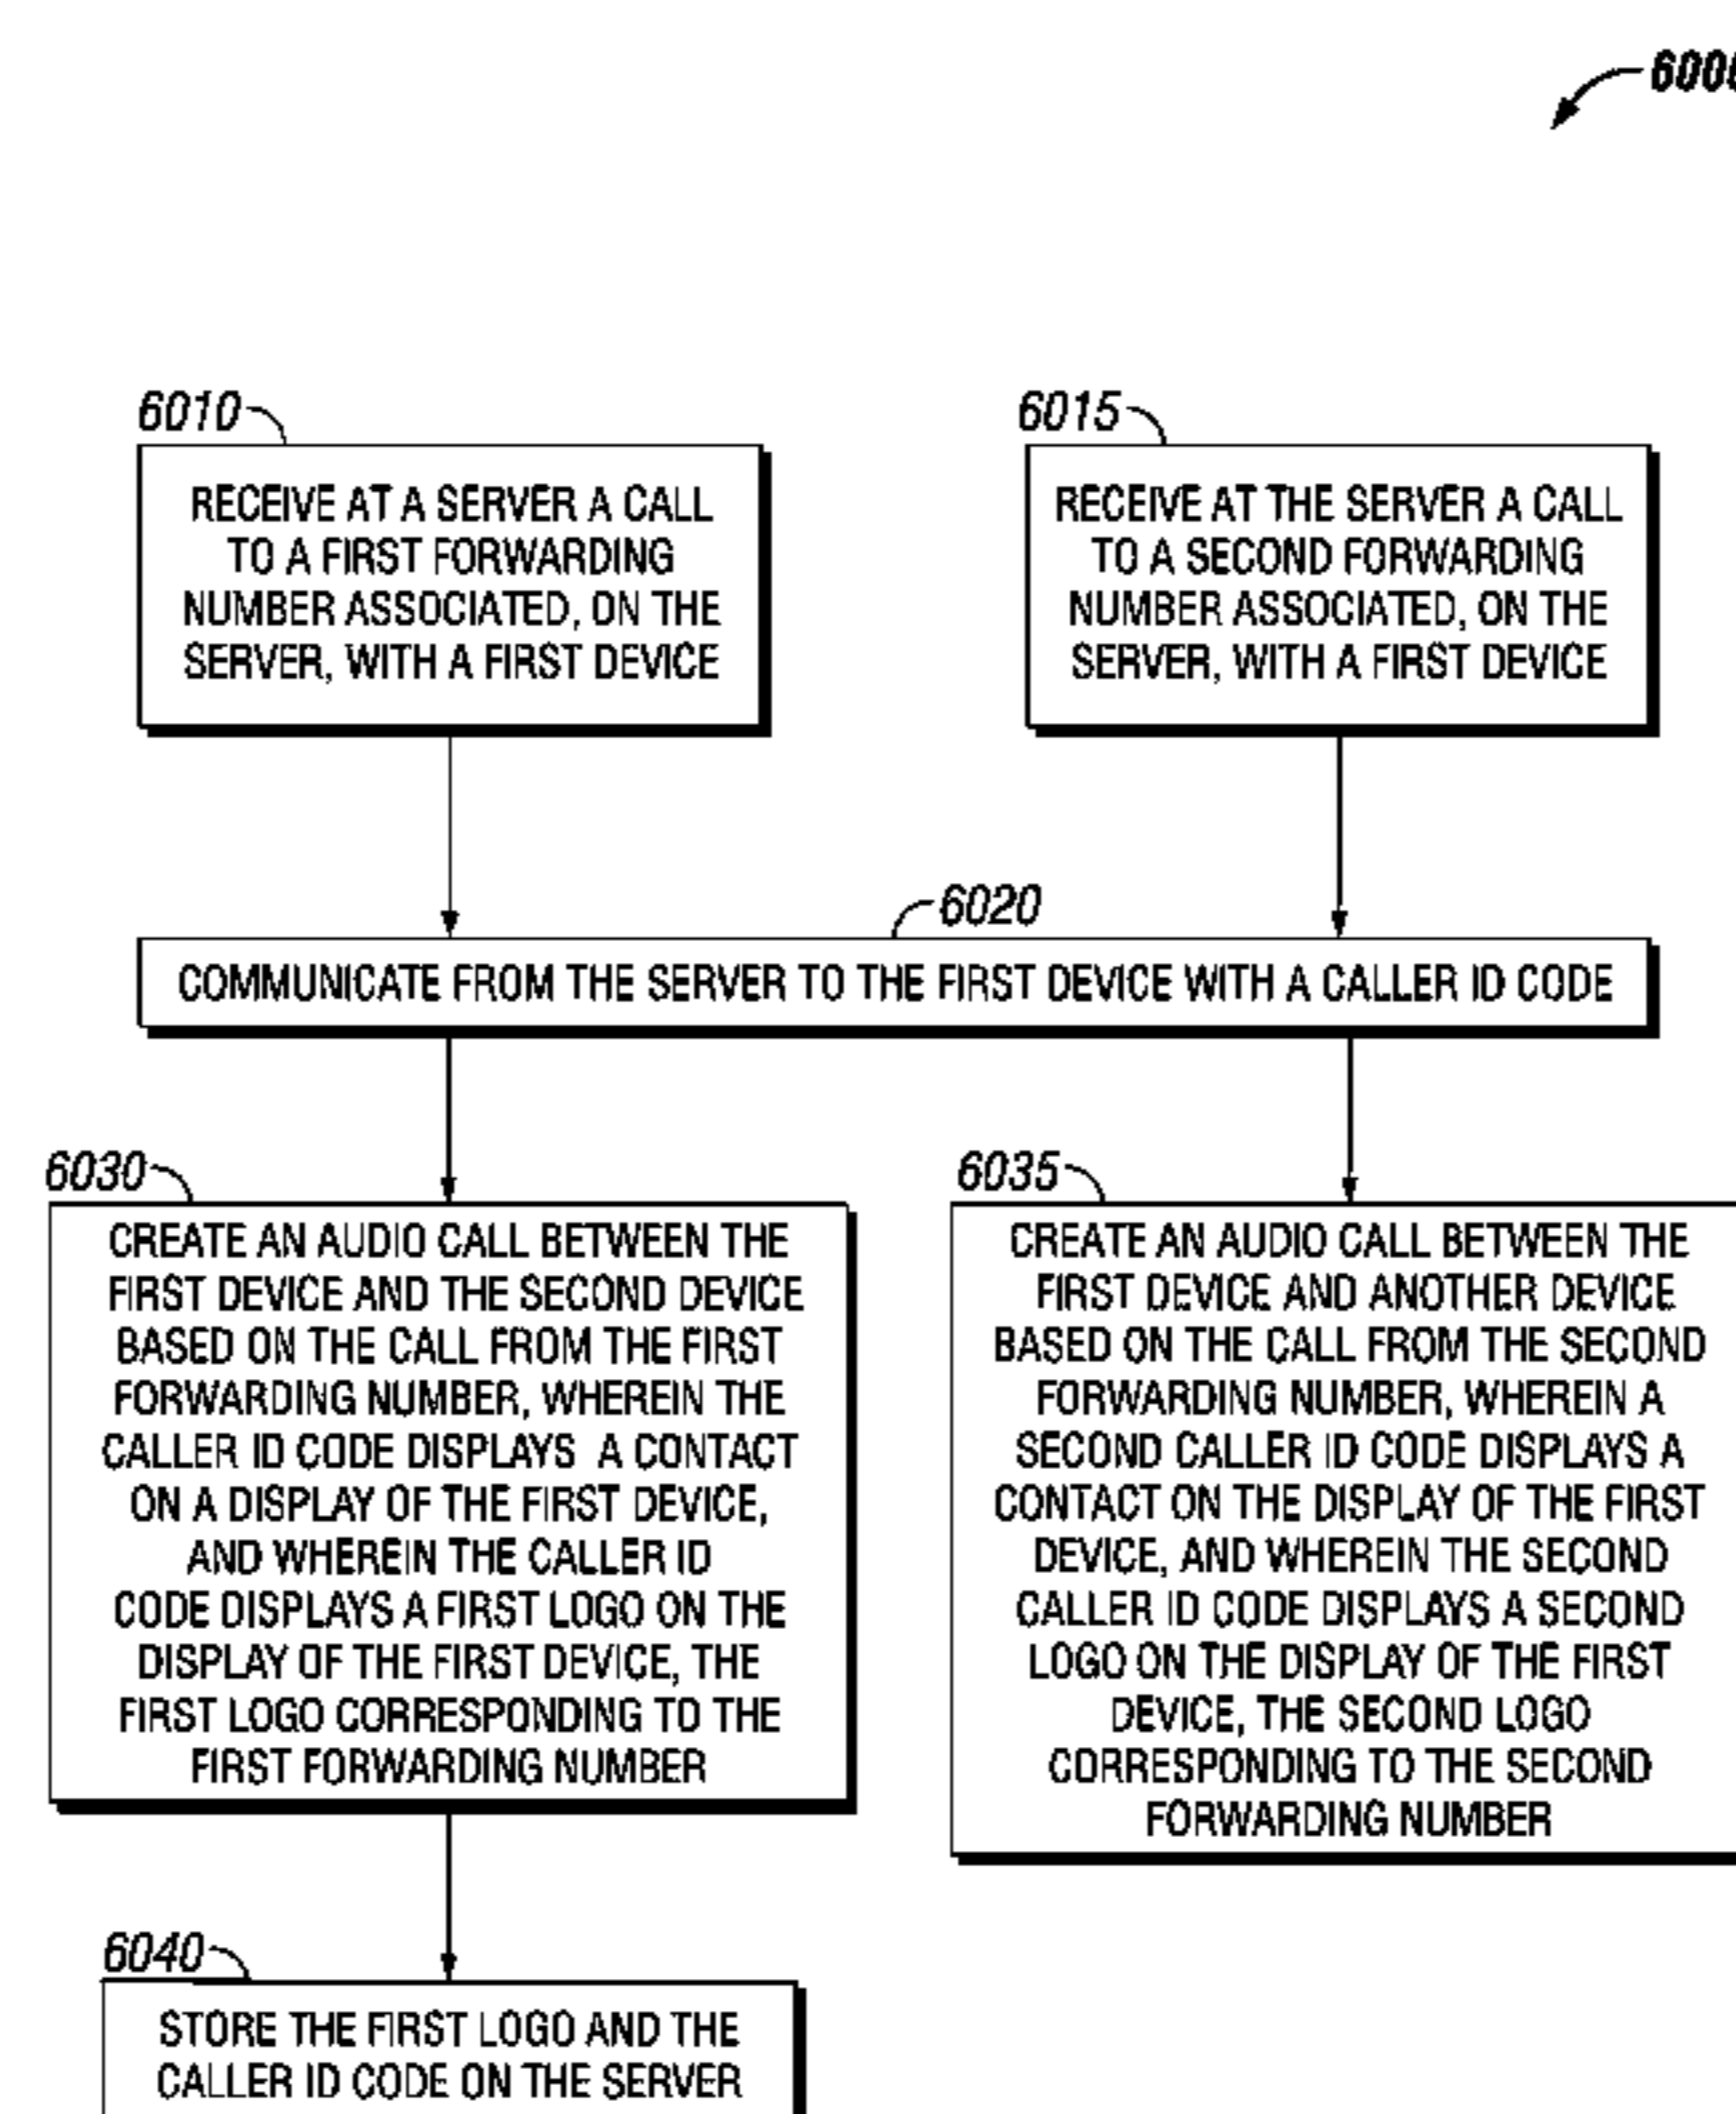 6010
RECEIVE AT A SERVER A CALL
TO A FIRST FORWARDING
NUMBER ASSOCIATED, ON THE
SERVER, WITH A FIRST DEVICE
6015
RECEIVE AT THE SERVER A CALL
TO A SECOND FORWARDING
NUMBER ASSOCIATED, ON THE
SERVER, WITH A FIRST DEVICE
6020
COMMUNICATE FROM THE SERVER TO THE FIRST DEVICE WITH A CALLER ID CODE
6030
CREATE AN AUDIO CALL BETWEEN THE
FIRST DEVICE AND THE SECOND DEVICE
BASED ON THE CALL FROM THE FIRST
FORWARDING NUMBER, WHEREIN THE
CALLER ID CODE DISPLAYS A CONTACT
ON A DISPLAY OF THE FIRST DEVICE,
AND WHEREIN THE CALLER ID
CODE DISPLAYS A FIRST LOGO ON THE
DISPLAY OF THE FIRST DEVICE, THE
FIRST LOGO CORRESPONDING TO THE
FIRST FORWARDING NUMBER
6035
CREATE AN AUDIO CALL BETWEEN THE
FIRST DEVICE AND ANOTHER DEVICE
BASED ON THE CALL FROM THE SECOND
FORWARDING NUMBER, WHEREIN A
SECOND CALLER ID CODE DISPLAYS A
CONTACT ON THE DISPLAY OF THE FIRST
DEVICE, AND WHEREIN THE SECOND
CALLER ID CODE DISPLAYS A SECOND
LOGO ON THE DISPLAY OF THE FIRST
DEVICE, THE SECOND LOGO
CORRESPONDING TO THE SECOND
FORWARDING NUMBER
6040
STORE THE FIRST LOGO AND THE
CALLER ID CODE ON THE SERVER